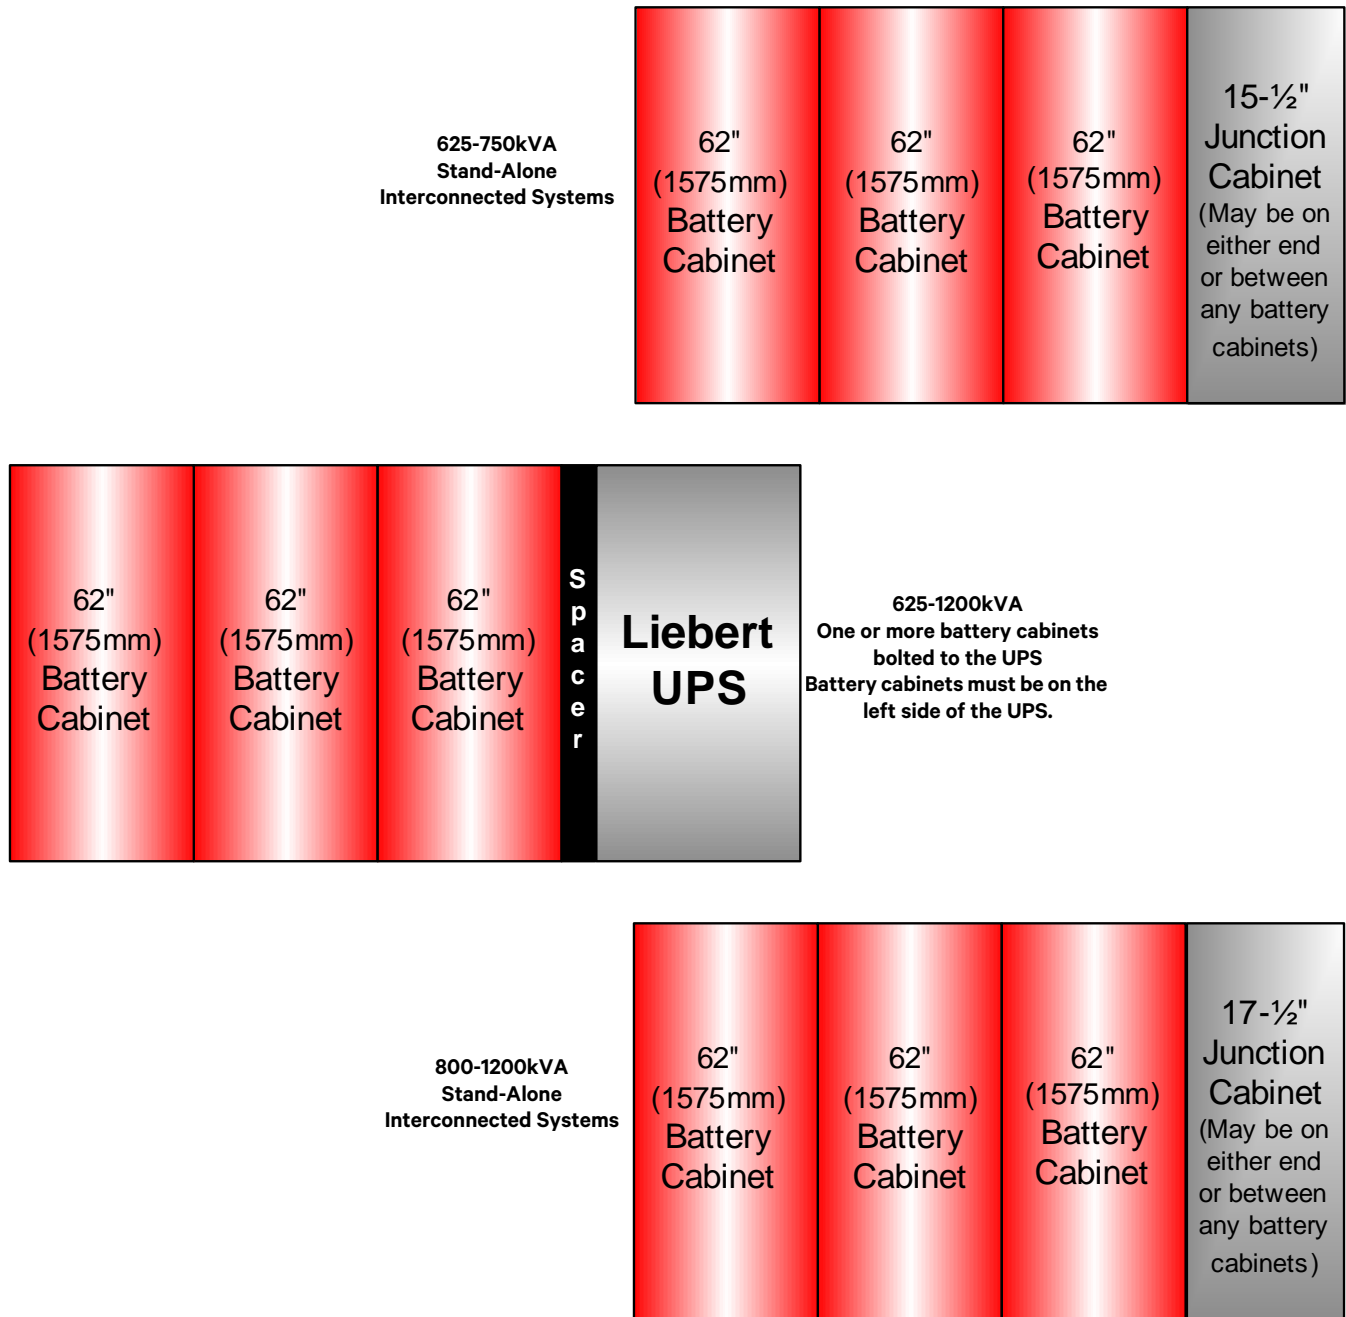 625-750kVA
Stand-Alone
Interconnected Systems
62"
(1575mm)
Battery
Cabinet
62"
(1575mm)
Battery
Cabinet
62"
(1575mm)
Battery
Cabinet
15-½"
Junction
Cabinet
(May be on
either end
or between
any battery
cabinets)
62"
(1575mm)
Battery
Cabinet
62"
(1575mm)
Battery
Cabinet
62"
(1575mm)
Battery
Cabinet
Spacer
Liebert
UPS
625-1200kVA
One or more battery cabinets
bolted to the UPS
Battery cabinets must be on the
left side of the UPS.
800-1200kVA
Stand-Alone
Interconnected Systems
62"
(1575mm)
Battery
Cabinet
62"
(1575mm)
Battery
Cabinet
62"
(1575mm)
Battery
Cabinet
17-½"
Junction
Cabinet
(May be on
either end
or between
any battery
cabinets)